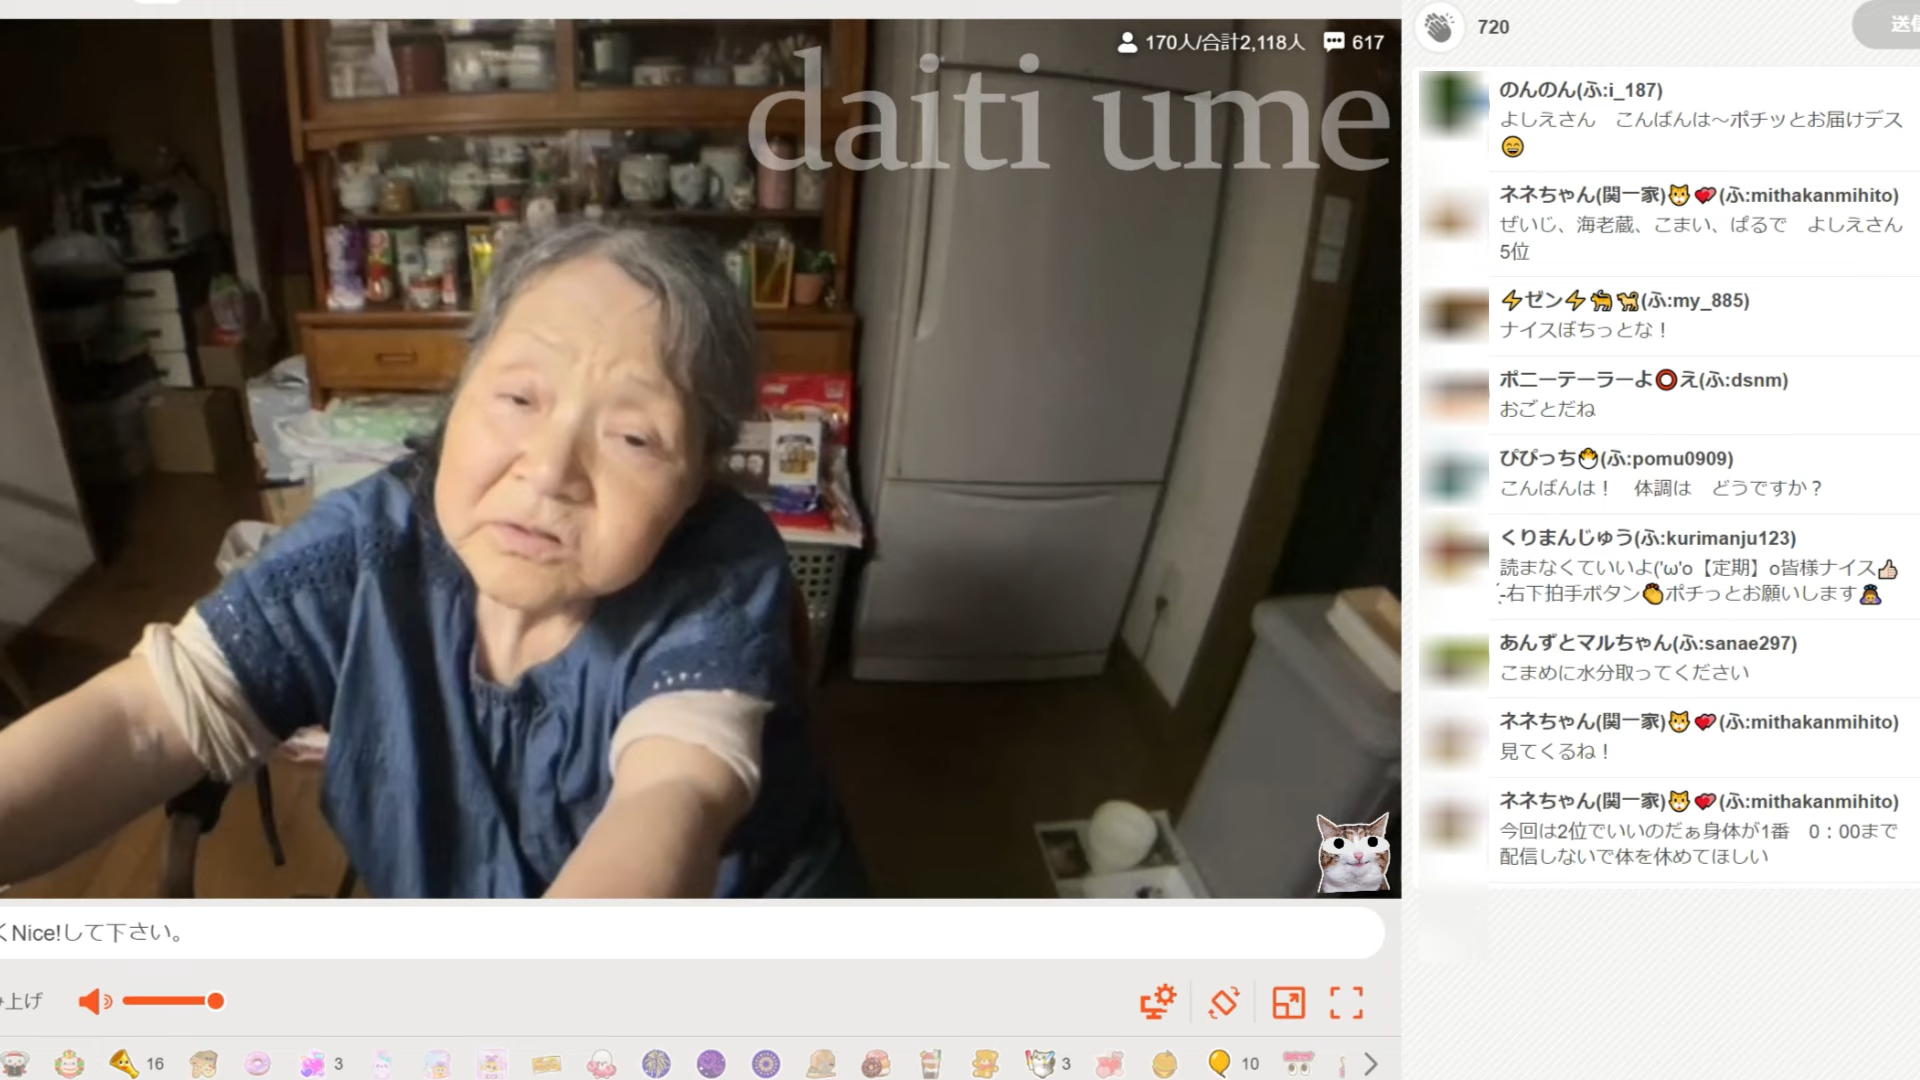 170人/合計2,118人 617
daiti ume
くNice!して下さい。
上げ
16
3
3
10
720
送信
のんのん(ふ:i_187)
よしえさん　こんばんは～ポチッとお届けデス
😄
ネネちゃん(関一家)🐱💕(ふ:mithakanmihito)
ぜいじ、海老蔵、こまい、ぱるで　よしえさん
5位
⚡ゼン⚡🐈🐕(ふ:my_885)
ナイスぽちっとな！
ポニーテーラーよ⭕え(ふ:dsnm)
おごとだね
ぴぴっち🐣(ふ:pomu0909)
こんばんは！　体調は　どうですか？
くりまんじゅう(ふ:kurimanju123)
読まなくていいよ('ω'o【定期】o皆様ナイス👍
右下拍手ボタン👏ポチっとお願いします🙇
あんずとマルちゃん(ふ:sanae297)
こまめに水分取ってください
ネネちゃん(関一家)🐱💕(ふ:mithakanmihito)
見てくるね！
ネネちゃん(関一家)🐱💕(ふ:mithakanmihito)
今回は2位でいいのだぁ身体が1番　0：00まで
配信しないで体を休めてほしい